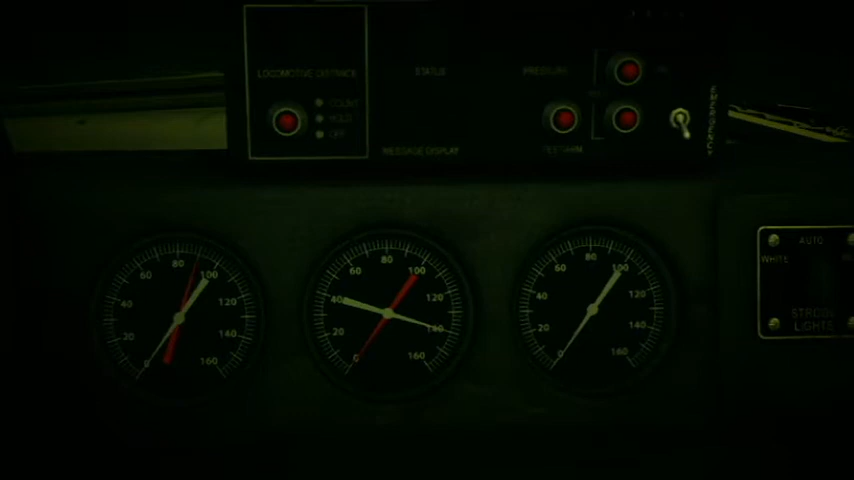 LOCOMOTIVE DISTANCE
STATUS
PRESSURE
COUNT
HOLD
OFF
MESSAGE DISPLAY
AUTO
WHITE
STROBE
LIGHTS
0 20 40 60 80 100 120 140 160
0 20 40 60 80 100 120 140 160
0 20 40 60 80 100 120 140 160